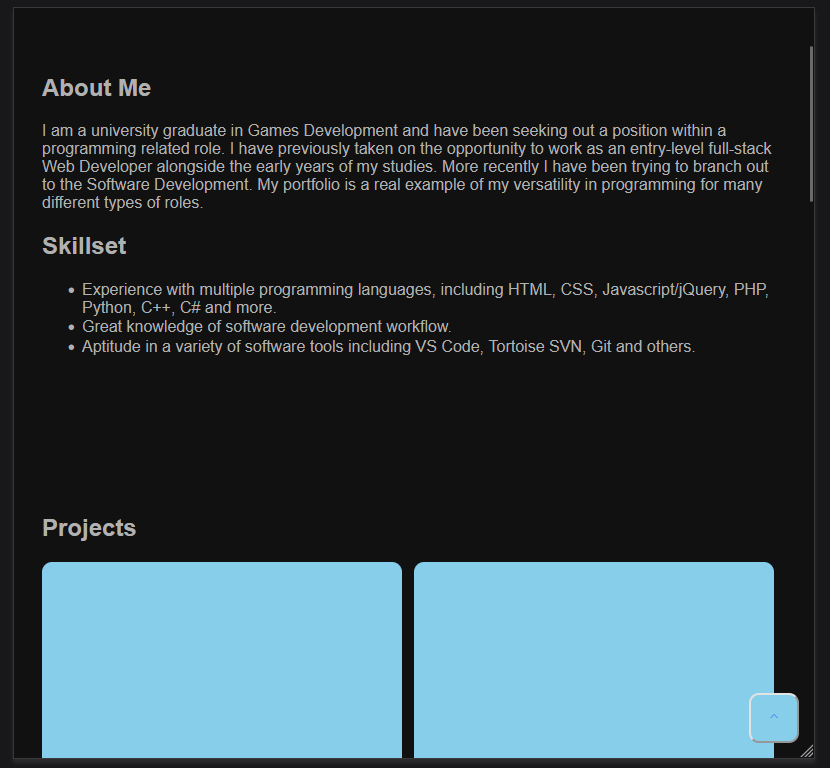 About Me
I am a university graduate in Games Development and have been seeking out a position within a
programming related role. I have previously taken on the opportunity to work as an entry-level full-stack
Web Developer alongside the early years of my studies. More recently I have been trying to branch out
to the Software Development. My portfolio is a real example of my versatility in programming for many
different types of roles.
Skillset
• Experience with multiple programming languages, including HTML, CSS, Javascript/jQuery, PHP,
Python, C++, C# and more.
• Great knowledge of software development workflow.
• Aptitude in a variety of software tools including VS Code, Tortoise SVN, Git and others.
Projects